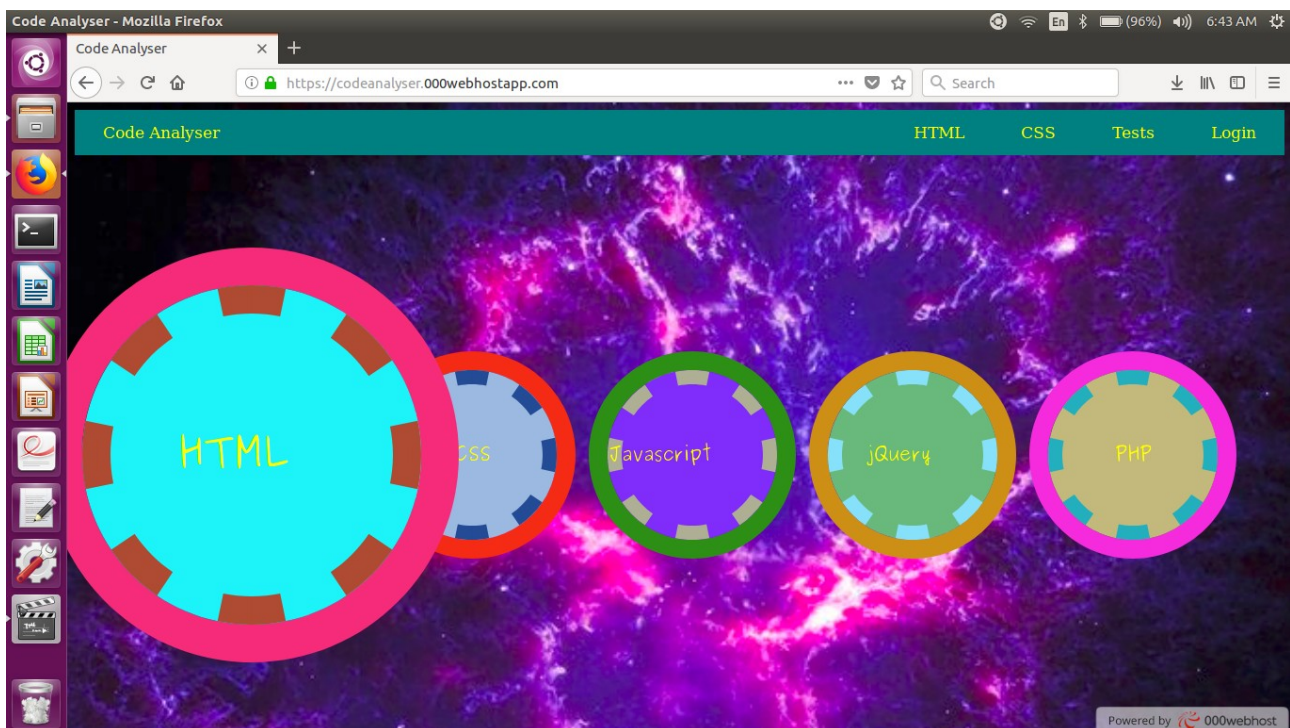 Code Analyser - Mozilla Firefox
En (96%) 6:43 AM
Code Analyser
https://codeanalyser.000webhostapp.com
Search
Code Analyser HTML CSS Tests Login
HTML CSS Javascript jQuery PHP
Powered by 000webhost